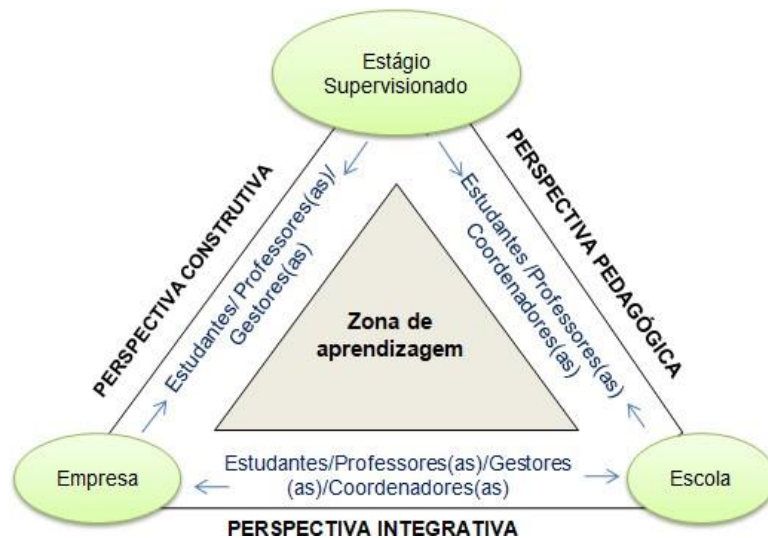 Estágio
Supervisionado
PERSPECTIVA CONSTRUTIVA
Estudantes/ Professores(as)/
Gestores(as)
Estudantes /Professores(as)
Coordenadores(as)
PERSPECTIVA PEDAGÓGICA
Zona de
aprendizagem
Empresa
Estudantes/Professores(as)/Gestores
(as)/Coordenadores(as)
Escola
PERSPECTIVA INTEGRATIVA